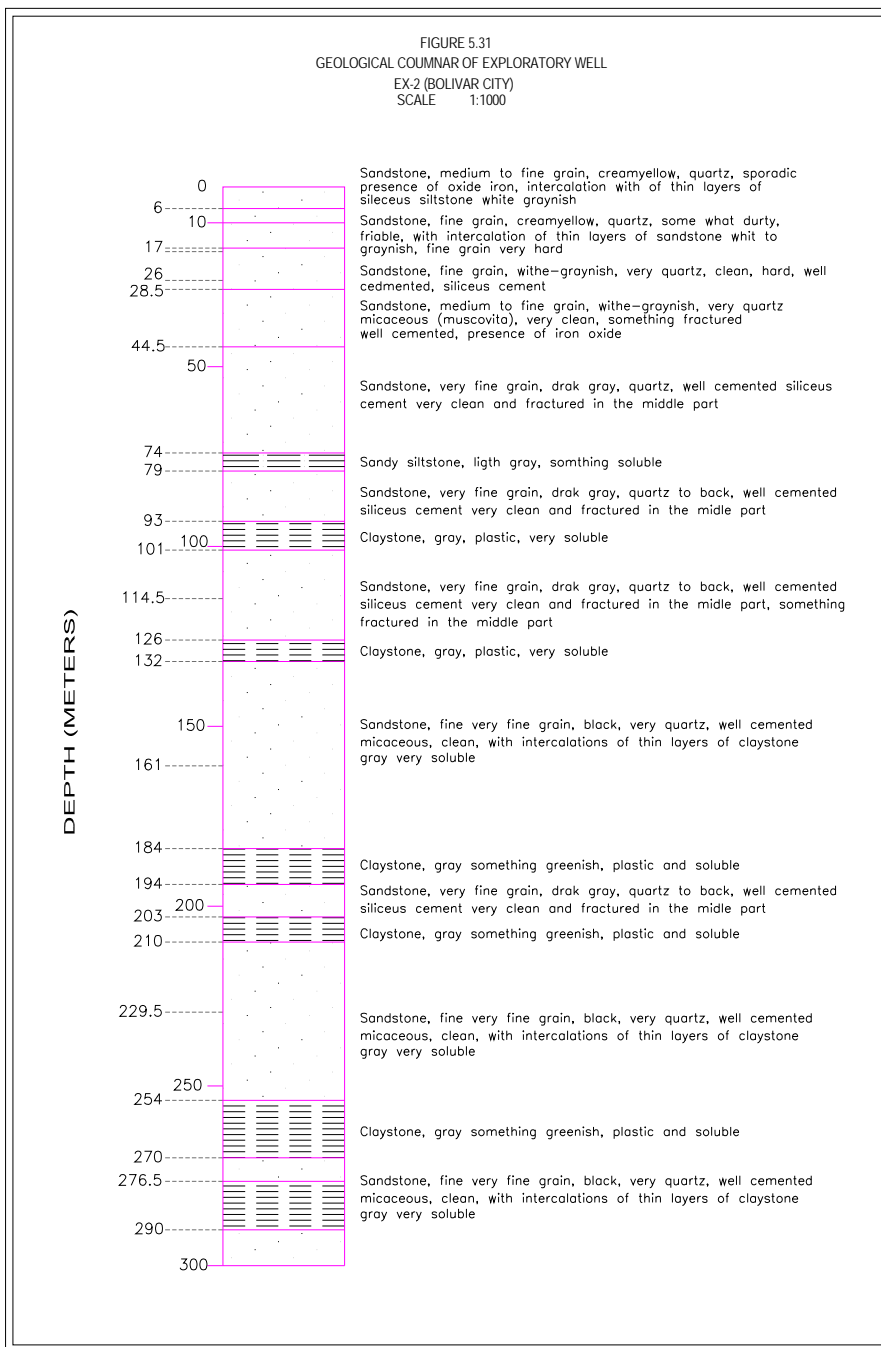 FIGURE 5.31
GEOLOGICAL COUMNAR OF EXPLORATORY WELL
EX-2 (BOLIVAR CITY)
SCALE 1:1000
DEPTH (METERS)
0
Sandstone, medium to fine grain, creamyellow, quartz, sporadic
presence of oxide iron, intercalation with of thin layers of
sileceus siltstone white graynish
6
10
Sandstone, fine grain, creamyellow, quartz, some what durty,
friable, with intercalation of thin layers of sandstone whit to
graynish, fine grain very hard
17
26
Sandstone, fine grain, withe-graynish, very quartz, clean, hard, well
cedmented, siliceus cement
28.5
Sandstone, medium to fine grain, withe-graynish, very quartz
micaceous (muscovita), very clean, something fractured
well cemented, presence of iron oxide
44.5
50
Sandstone, very fine grain, drak gray, quartz, well cemented siliceus
cement very clean and fractured in the middle part
74
Sandy siltstone, ligth gray, somthing soluble
79
Sandstone, very fine grain, drak gray, quartz to back, well cemented
siliceus cement very clean and fractured in the midle part
93
Claystone, gray, plastic, very soluble
100
101
Sandstone, very fine grain, drak gray, quartz to back, well cemented
siliceus cement very clean and fractured in the midle part, something
fractured in the middle part
114.5
126
Claystone, gray, plastic, very soluble
132
150
Sandstone, fine very fine grain, black, very quartz, well cemented
micaceous, clean, with intercalations of thin layers of claystone
gray very soluble
161
184
Claystone, gray something greenish, plastic and soluble
194
Sandstone, very fine grain, drak gray, quartz to back, well cemented
siliceus cement very clean and fractured in the midle part
200
203
Claystone, gray something greenish, plastic and soluble
210
229.5
Sandstone, fine very fine grain, black, very quartz, well cemented
micaceous, clean, with intercalations of thin layers of claystone
gray very soluble
250
254
Claystone, gray something greenish, plastic and soluble
270
276.5
Sandstone, fine very fine grain, black, very quartz, well cemented
micaceous, clean, with intercalations of thin layers of claystone
gray very soluble
290
300